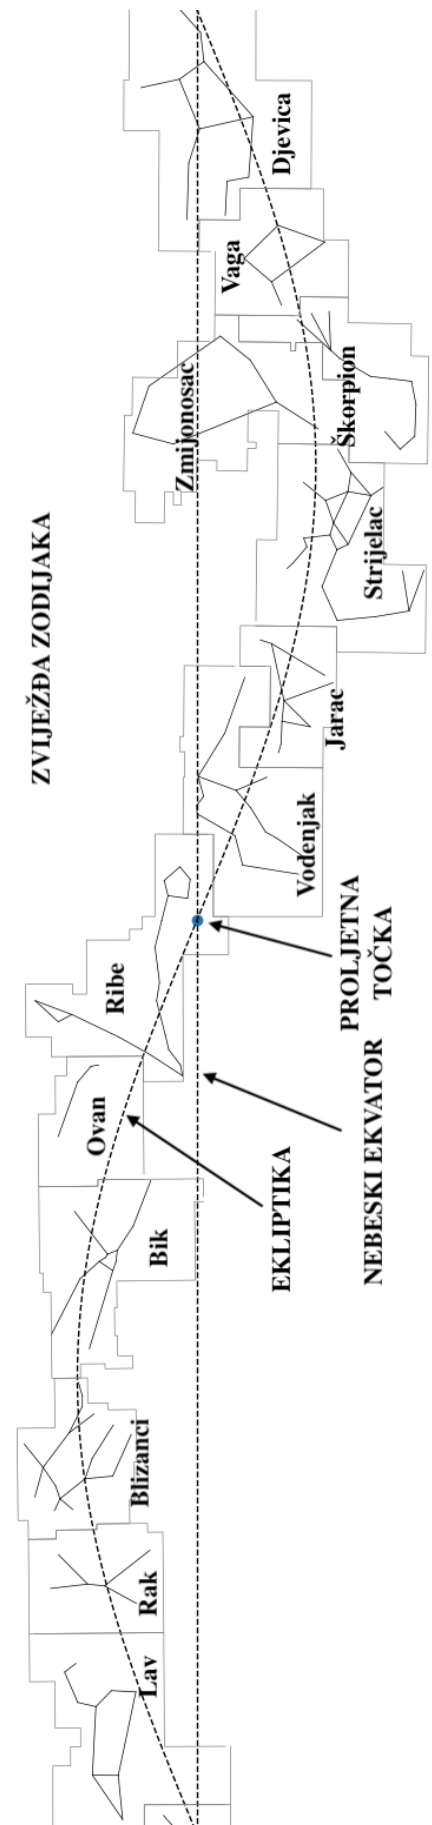 ZVIJEŽĐA ZODIJAKA
Lav
Rak
Blizanci
Bik
Ovan
Ribe
Vodenjak
Jarac
Strijelac
Škorpion
Zmijonosac
Vaga
Djevica
EKLIPTIKA
NEBESKI EKVATOR
PROLJETNA
TOČKA